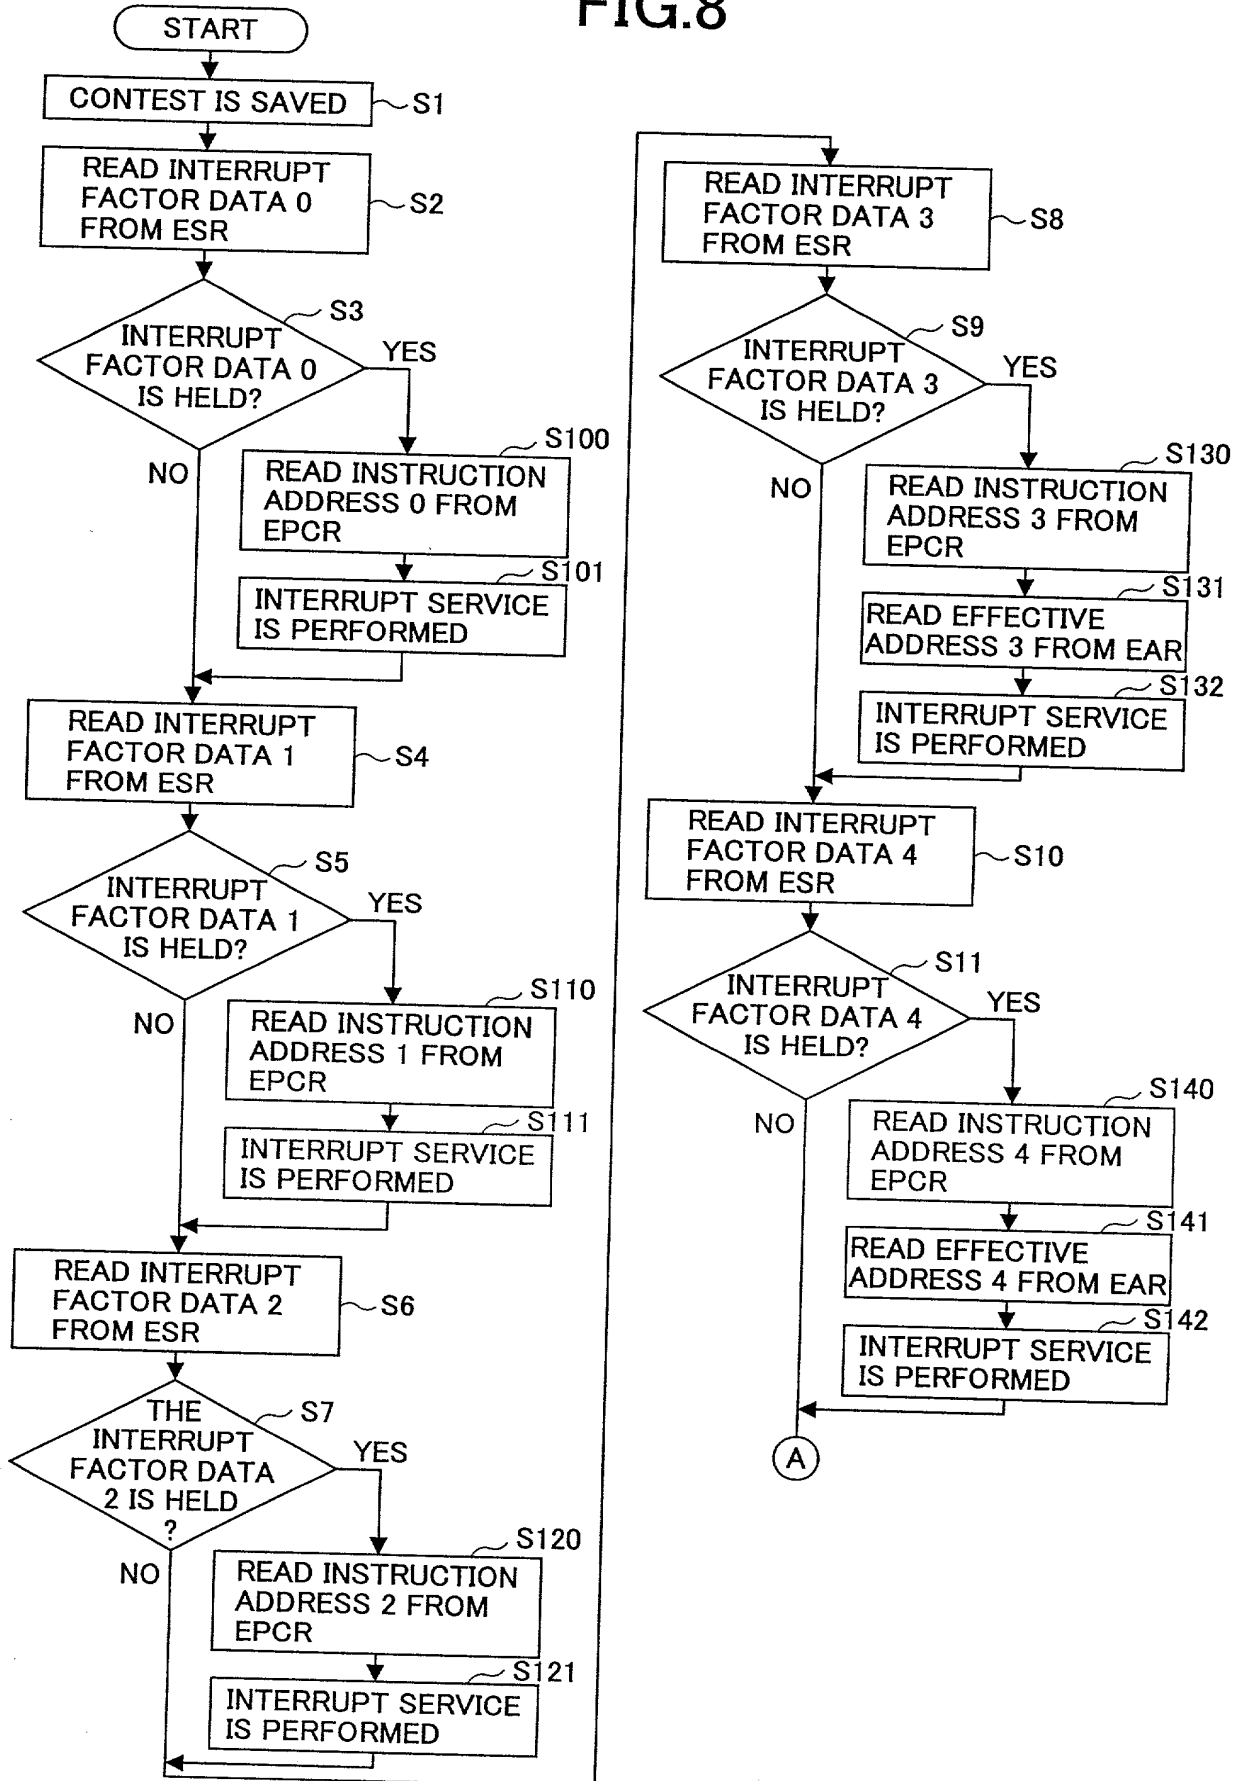 FIG.8
START
CONTEST IS SAVED
S1
READ INTERRUPT
FACTOR DATA 0
FROM ESR
S2
S3
INTERRUPT
FACTOR DATA 0
IS HELD?
YES
NO
S100
READ INSTRUCTION
ADDRESS 0 FROM
EPCR
S101
INTERRUPT SERVICE
IS PERFORMED
READ INTERRUPT
FACTOR DATA 1
FROM ESR
S4
S5
INTERRUPT
FACTOR DATA 1
IS HELD?
YES
NO
S110
READ INSTRUCTION
ADDRESS 1 FROM
EPCR
S111
INTERRUPT SERVICE
IS PERFORMED
READ INTERRUPT
FACTOR DATA 2
FROM ESR
S6
S7
THE
INTERRUPT
FACTOR DATA
2 IS HELD
?
YES
NO
S120
READ INSTRUCTION
ADDRESS 2 FROM
EPCR
S121
INTERRUPT SERVICE
IS PERFORMED
READ INTERRUPT
FACTOR DATA 3
FROM ESR
S8
S9
INTERRUPT
FACTOR DATA 3
IS HELD?
YES
NO
S130
READ INSTRUCTION
ADDRESS 3 FROM
EPCR
S131
READ EFFECTIVE
ADDRESS 3 FROM EAR
S132
INTERRUPT SERVICE
IS PERFORMED
READ INTERRUPT
FACTOR DATA 4
FROM ESR
S10
S11
INTERRUPT
FACTOR DATA 4
IS HELD?
YES
NO
S140
READ INSTRUCTION
ADDRESS 4 FROM
EPCR
S141
READ EFFECTIVE
ADDRESS 4 FROM EAR
S142
INTERRUPT SERVICE
IS PERFORMED
A